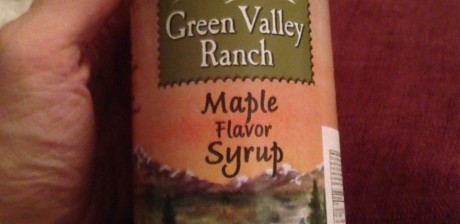 Green Valley
Ranch
Maple
Flavor
Syrup